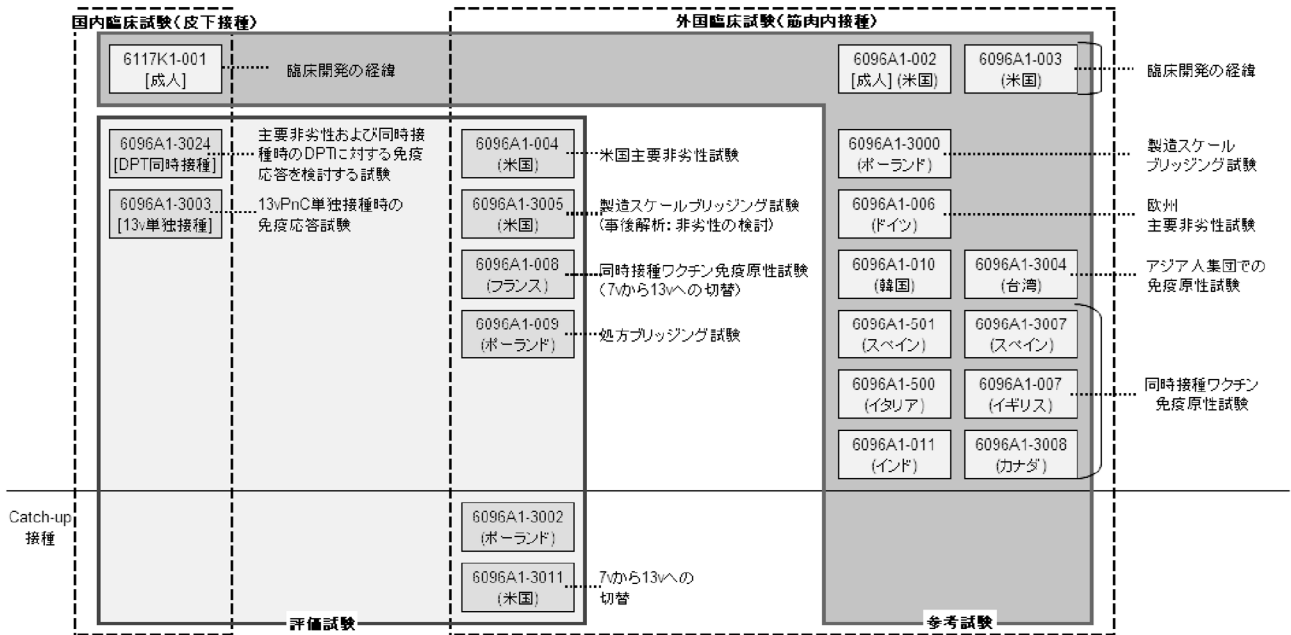 国内臨床試験(皮下接種)
外国臨床試験(筋肉内接種)
6117K1-001
[成人]
臨床開発の経緯
6096A1-002
[成人] (米国)
6096A1-003
(米国)
臨床開発の経緯
6096A1-3024
[DPT同時接種]
主要非劣性および同時接
種時のDPTに対する免疫
応答を検討する試験
6096A1-004
(米国)
米国主要非劣性試験
6096A1-3000
(ポーランド)
製造スケール
ブリッジング試験
6096A1-3003
[13v単独接種]
13vPnC単独接種時の
免疫応答試験
6096A1-3005
(米国)
製造スケールブリッジング試験
(事後解析: 非劣性の検討)
6096A1-006
(ドイツ)
欧州
主要非劣性試験
6096A1-008
(フランス)
同時接種ワクチン免疫原性試験
(7vから13vへの切替)
6096A1-010
(韓国)
6096A1-3004
(台湾)
アジア人集団での
免疫原性試験
6096A1-009
(ポーランド)
処方ブリッジング試験
6096A1-501
(スペイン)
6096A1-3007
(スペイン)
6096A1-500
(イタリア)
6096A1-007
(イギリス)
同時接種ワクチン
免疫原性試験
6096A1-011
(インド)
6096A1-3008
(カナダ)
Catch-up
接種
6096A1-3002
(ポーランド)
6096A1-3011
(米国)
7vから13vへの
切替
評価試験
参考試験